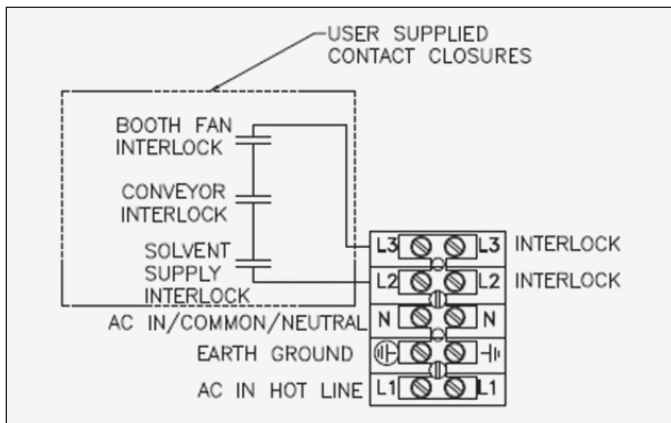 USER SUPPLIED
CONTACT CLOSURES
BOOTH FAN
INTERLOCK
CONVEYOR
INTERLOCK
SOLVENT
SUPPLY
INTERLOCK
L3 L3 INTERLOCK
L2 L2 INTERLOCK
AC IN/COMMON/NEUTRAL N N
EARTH GROUND
AC IN HOT LINE L1 L1